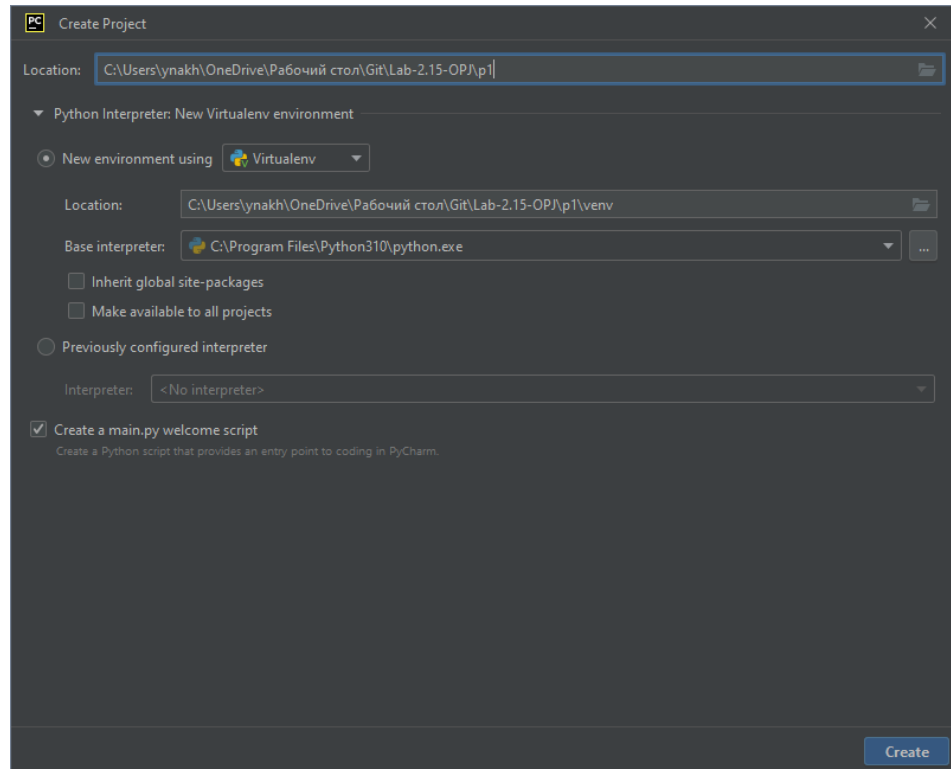 PC Create Project
Location: C:\Users\ynakh\OneDrive\Рабочий стол\Git\Lab-2.15-OPJ\p1
Python Interpreter: New Virtualenv environment
New environment using Virtualenv
Location: C:\Users\ynakh\OneDrive\Рабочий стол\Git\Lab-2.15-OPJ\p1\venv
Base interpreter: C:\Program Files\Python310\python.exe ...
Inherit global site-packages
Make available to all projects
Previously configured interpreter
Interpreter: <No interpreter>
Create a main.py welcome script
Create a Python script that provides an entry point to coding in PyCharm.
Create